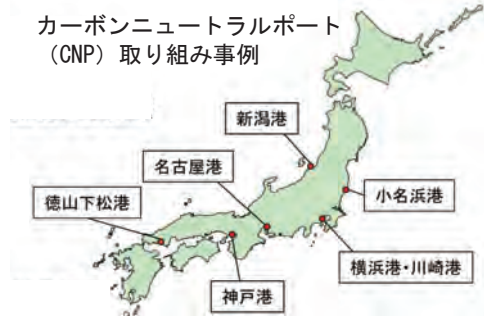 カーボンニュートラルポート
（CNP）取り組み事例
新潟港
名古屋港
小名浜港
徳山下松港
横浜港・川崎港
神戸港